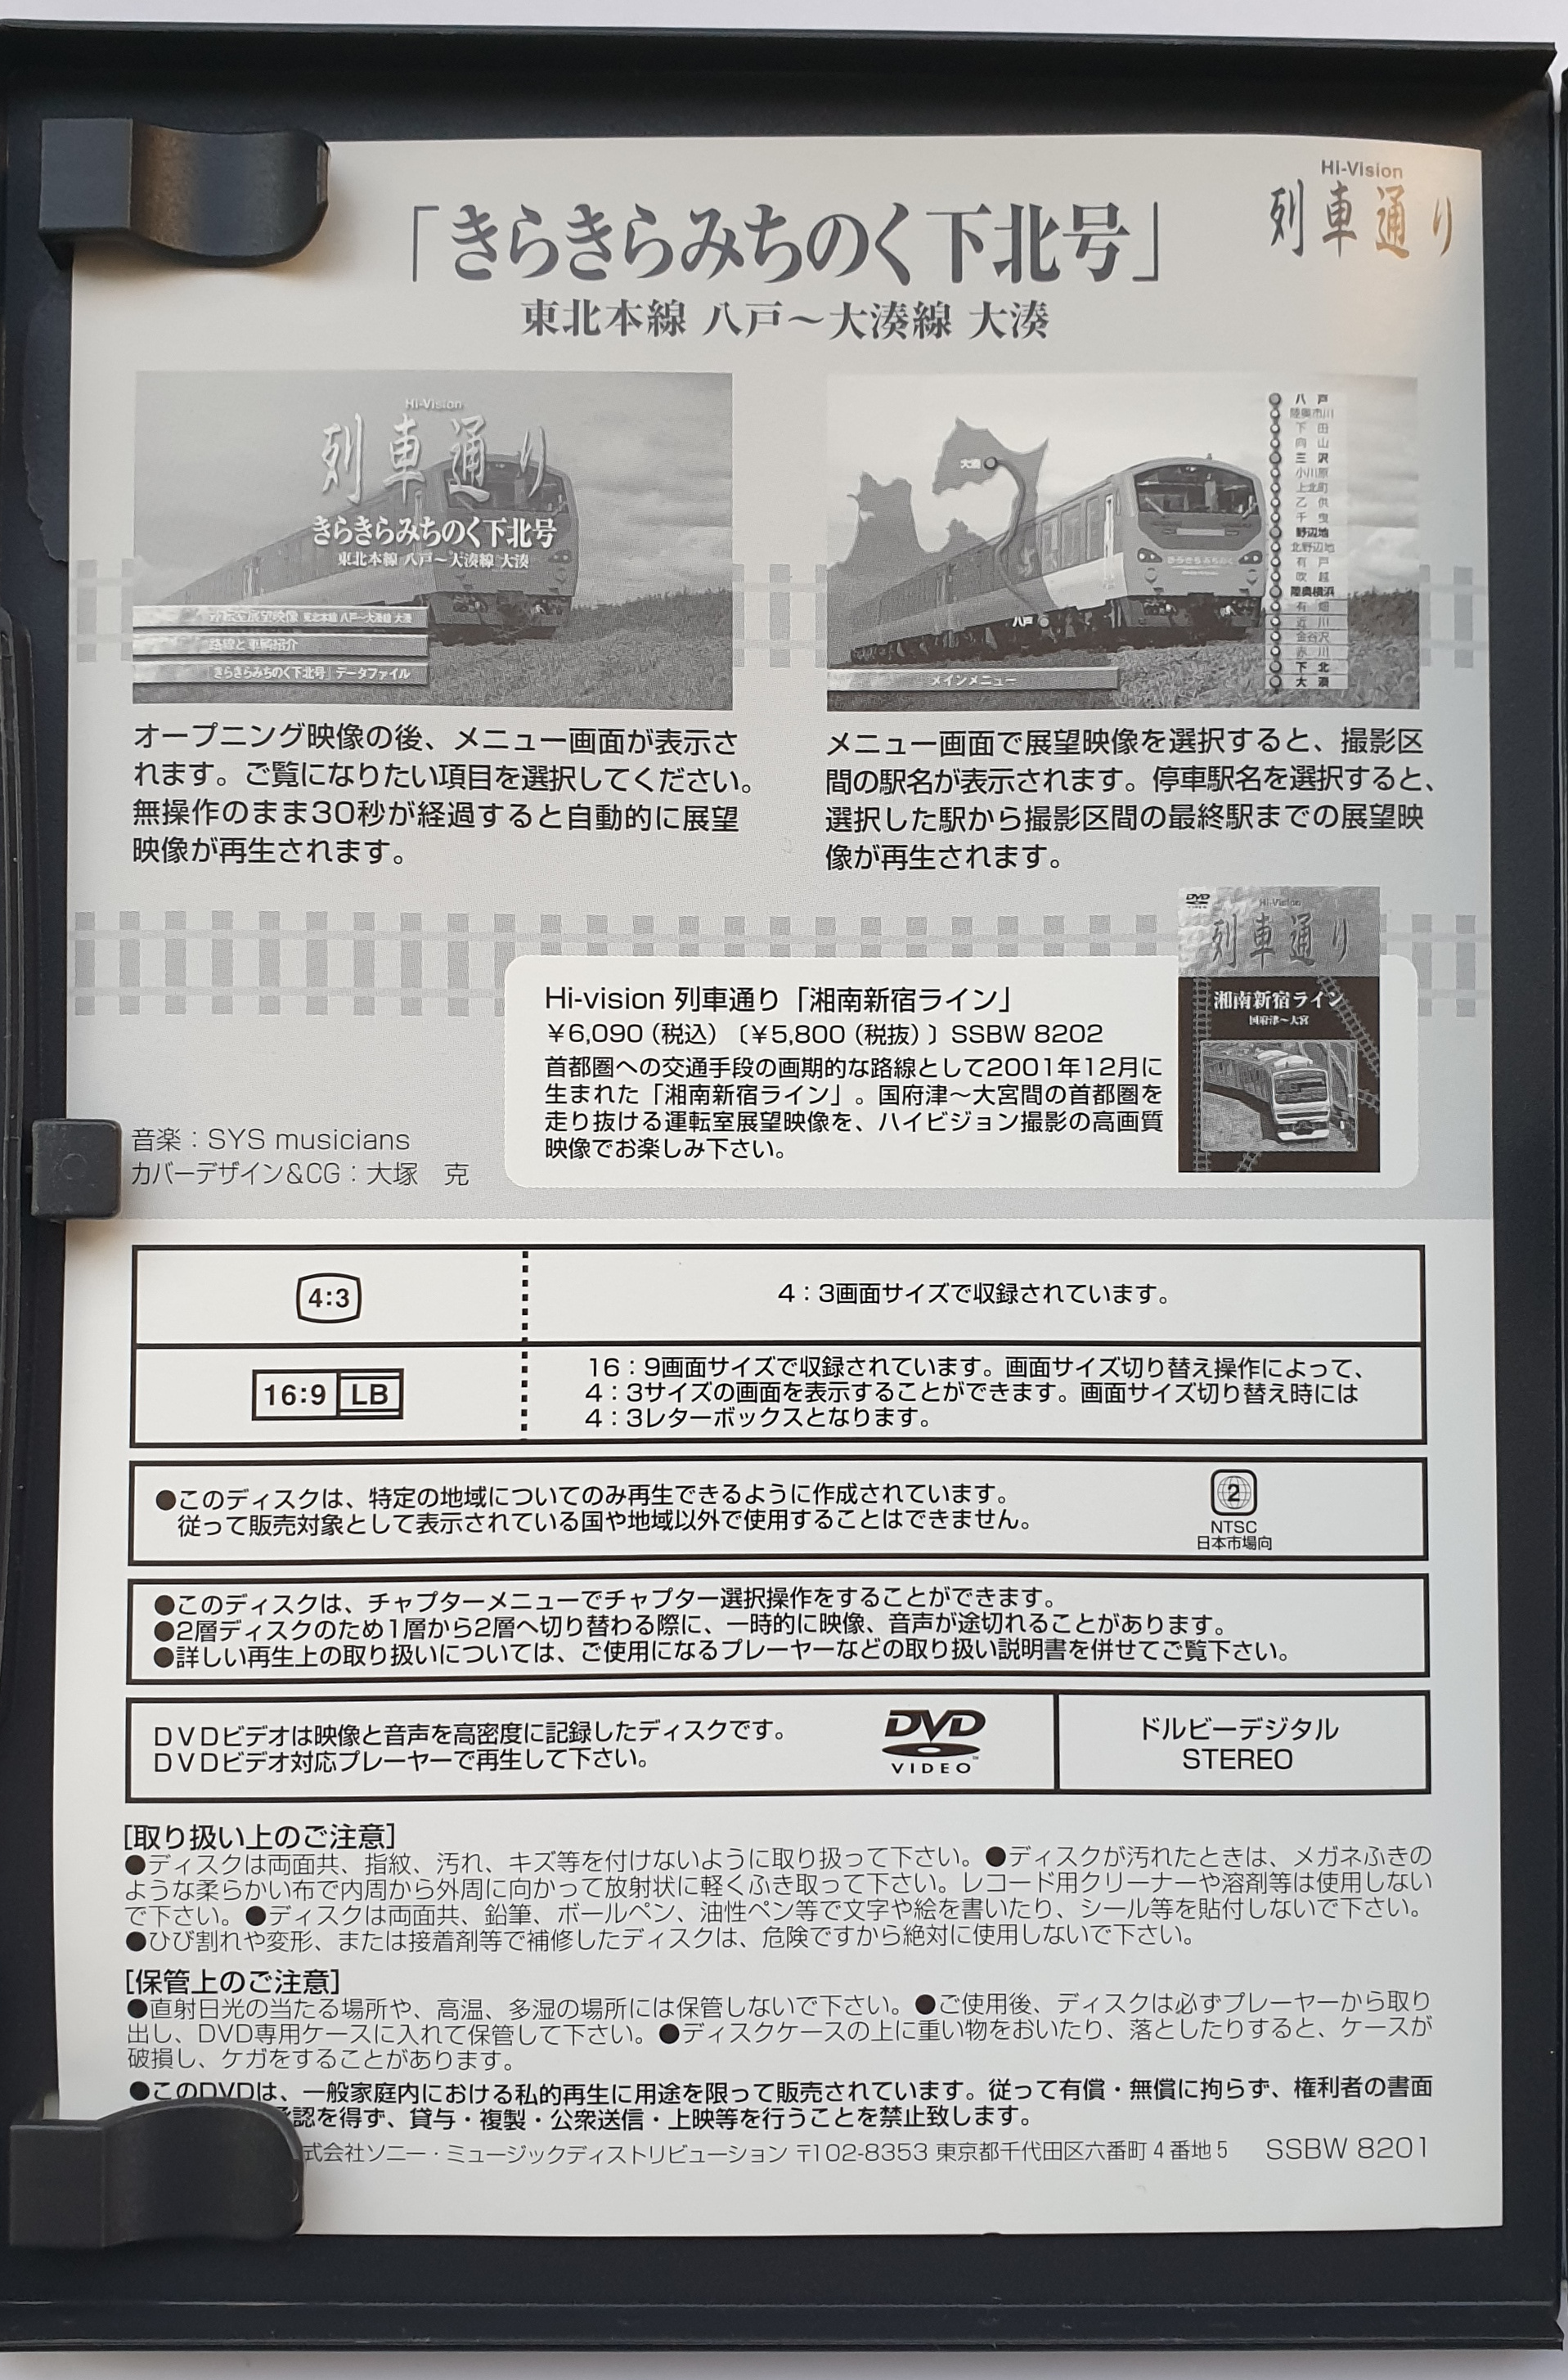 Hi-Vision
列車通り
「きらきらみちのく下北号」
東北本線 八戸〜大湊線 大湊
Hi-Vision
列車通り
きらきらみちのく下北号
東北本線 八戸〜大湊線 大湊
展望映像 東北本線 八戸〜大湊線 大湊
路線と車両紹介
「きらきらみちのく下北号」データファイル
大湊
八戸
きらきらみちのく
メインメニュー
八戸
陸奥市川
下田
向山
三沢
小川原
上北町
乙供
千曳
野辺地
北野辺地
有戸
吹越
陸奥横浜
有畑
近川
金谷沢
赤川
下北
大湊
オープニング映像の後、メニュー画面が表示さ
れます。ご覧になりたい項目を選択してください。
無操作のまま30秒が経過すると自動的に展望
映像が再生されます。
メニュー画面で展望映像を選択すると、撮影区
間の駅名が表示されます。停車駅名を選択すると、
選択した駅から撮影区間の最終駅までの展望映
像が再生されます。
Hi-vision 列車通り「湘南新宿ライン」
¥6,090（税込）〔¥5,800（税抜）〕SSBW 8202
首都圏への交通手段の画期的な路線として2001年12月に
生まれた「湘南新宿ライン」。国府津〜大宮間の首都圏を
走り抜ける運転室展望映像を、ハイビジョン撮影の高画質
映像でお楽しみ下さい。
DVD
VIDEO
Hi-Vision
列車通り
湘南新宿ライン
国府津〜大宮
音楽：SYS musicians
カバーデザイン&CG：大塚　克
4:3
4：3画面サイズで収録されています。
16:9 LB
16：9画面サイズで収録されています。画面サイズ切り替え操作によって、
4：3サイズの画面を表示することができます。画面サイズ切り替え時には
4：3レターボックスとなります。
●このディスクは、特定の地域についてのみ再生できるように作成されています。
従って販売対象として表示されている国や地域以外で使用することはできません。
2
NTSC
日本市場向
●このディスクは、チャプターメニューでチャプター選択操作をすることができます。
●2層ディスクのため1層から2層へ切り替わる際に、一時的に映像、音声が途切れることがあります。
●詳しい再生上の取り扱いについては、ご使用になるプレーヤーなどの取り扱い説明書を併せてご覧下さい。
ＤＶＤビデオは映像と音声を高密度に記録したディスクです。
ＤＶＤビデオ対応プレーヤーで再生して下さい。
DVD
VIDEO
ドルビーデジタル
STEREO
[取り扱い上のご注意]
●ディスクは両面共、指紋、汚れ、キズ等を付けないように取り扱って下さい。●ディスクが汚れたときは、メガネふきの
ような柔らかい布で内周から外周に向かって放射状に軽くふき取って下さい。レコード用クリーナーや溶剤等は使用しない
で下さい。●ディスクは両面共、鉛筆、ボールペン、油性ペン等で文字や絵を書いたり、シール等を貼付しないで下さい。
●ひび割れや変形、または接着剤等で補修したディスクは、危険ですから絶対に使用しないで下さい。
[保管上のご注意]
●直射日光の当たる場所や、高温、多湿の場所には保管しないで下さい。●ご使用後、ディスクは必ずプレーヤーから取り
出し、DVD専用ケースに入れて保管して下さい。●ディスクケースの上に重い物をおいたり、落としたりすると、ケースが
破損し、ケガをすることがあります。
●このDVDは、一般家庭内における私的再生に用途を限って販売されています。従って有償・無償に拘らず、権利者の書面
承認を得ず、貸与・複製・公衆送信・上映等を行うことを禁止致します。
式会社ソニー・ミュージックディストリビューション 〒102-8353 東京都千代田区六番町４番地５　SSBW 8201